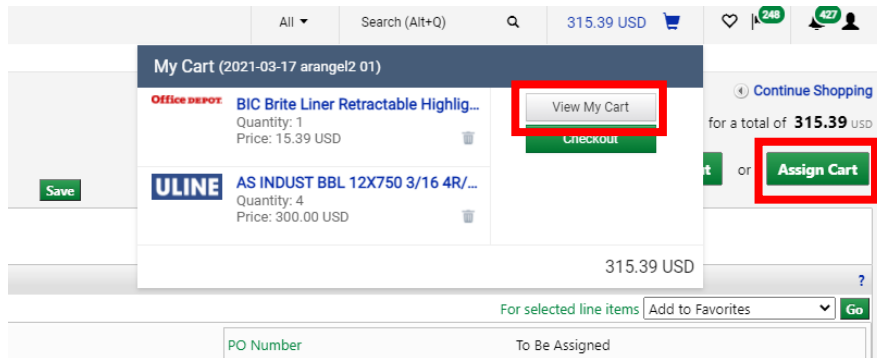 All Search (Alt+Q) 315.39 USD 248 427
My Cart (2021-03-17 arangel2 01)
Continue Shopping
Office DEPOT BIC Brite Liner Retractable Highlig... View My Cart
Quantity: 1 for a total of 315.39 USD
Price: 15.39 USD Checkout
or Assign Cart
ULINE AS INDUST BBL 12X750 3/16 4R/...
Save Quantity: 4
Price: 300.00 USD
315.39 USD
?
For selected line items Add to Favorites Go
PO Number To Be Assigned